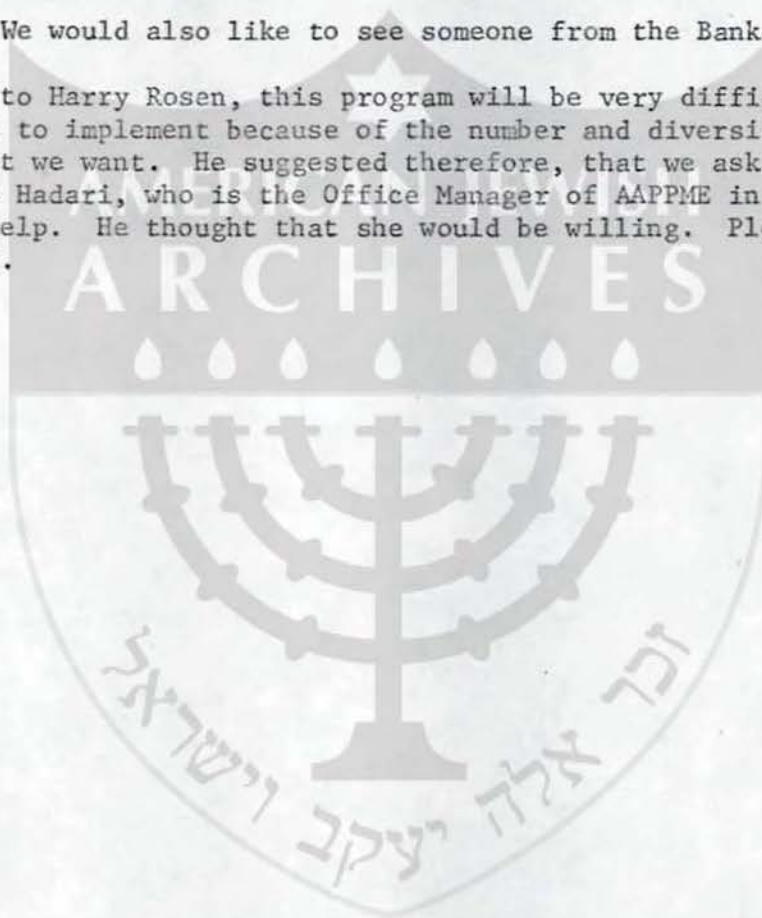 We would also like to see someone from the Bank
to Harry Rosen, this program will be very diffi
to implement because of the number and diversi
t we want. He suggested therefore, that we ask
Hadari, who is the Office Manager of AAPPME in
elp. He thought that she would be willing. Pl
.
AMERICAN JEWISH
ARCHIVES
זכר אלה יעקב וישראל